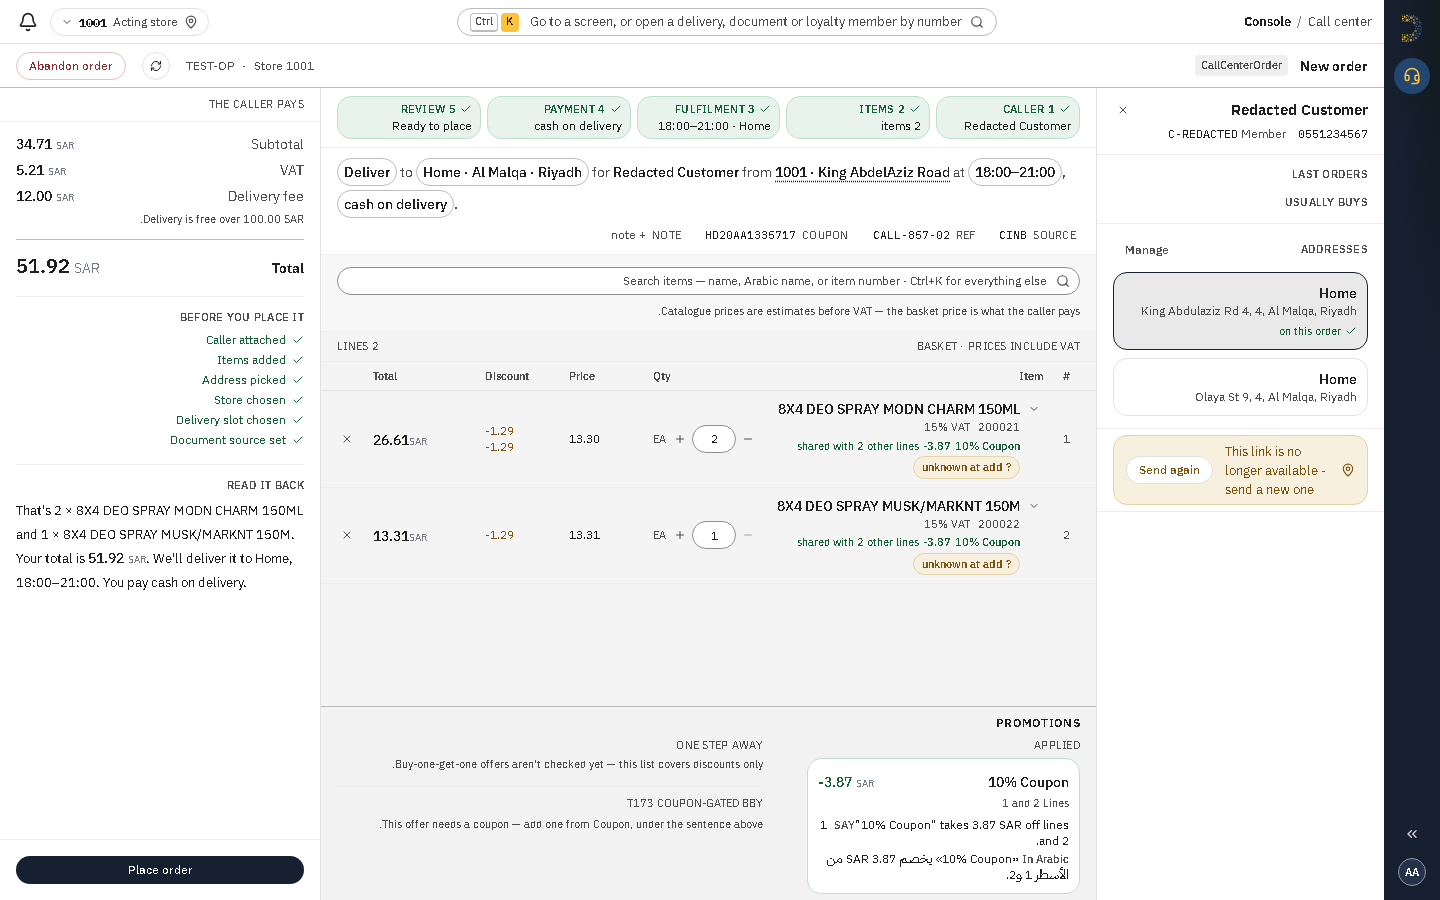 1001 Acting store
Ctrl K Go to a screen, or open a delivery, document or loyalty member by number
Console / Call center
Abandon order
TEST-OP · Store 1001
CallCenterOrder New order
THE CALLER PAYS
34.71 SAR Subtotal
5.21 SAR VAT
12.00 SAR Delivery fee
.Delivery is free over 100.00 SAR
51.92 SAR Total
BEFORE YOU PLACE IT
Caller attached ✓
Items added ✓
Address picked ✓
Store chosen ✓
Delivery slot chosen ✓
Document source set ✓
READ IT BACK
That's 2 × 8X4 DEO SPRAY MODN CHARM 150ML
and 1 × 8X4 DEO SPRAY MUSK/MARKNT 150M.
Your total is 51.92 SAR. We'll deliver it to Home,
18:00–21:00. You pay cash on delivery.
Place order
REVIEW 5 ✓
Ready to place
PAYMENT 4 ✓
cash on delivery
FULFILMENT 3 ✓
18:00–21:00 · Home
ITEMS 2 ✓
items 2
CALLER 1 ✓
Redacted Customer
Deliver to Home · Al Malqa · Riyadh for Redacted Customer from 1001 · King AbdelAziz Road at 18:00–21:00 ,
cash on delivery .
note + NOTE HD20AA1335717 COUPON CALL-857-02 REF CINB SOURCE
Search items — name, Arabic name, or item number · Ctrl+K for everything else
.Catalogue prices are estimates before VAT — the basket price is what the caller pays
LINES 2 BASKET · PRICES INCLUDE VAT
Total Discount Price Qty Item #
8X4 DEO SPRAY MODN CHARM 150ML
15% VAT 200021
× 26.61SAR -1.29 13.30 EA + 2 − 1
-1.29
shared with 2 other lines -3.87 10% Coupon
unknown at add ?
8X4 DEO SPRAY MUSK/MARKNT 150M
15% VAT 200022
× 13.31SAR -1.29 13.31 EA + 1 − 2
shared with 2 other lines -3.87 10% Coupon
unknown at add ?
PROMOTIONS
ONE STEP AWAY
.Buy-one-get-one offers aren't checked yet — this list covers discounts only
T173 COUPON-GATED BBY
.This offer needs a coupon — add one from Coupon, under the sentence above
APPLIED
-3.87 SAR 10% Coupon
1 and 2 Lines
1 SAY"10% Coupon" takes 3.87 SAR off lines
.and 2
In Arabic «10% Coupon» يخصم 3.87 SAR من
الأسطر 1 و2.
× Redacted Customer
C-REDACTED Member 0551234567
LAST ORDERS
USUALLY BUYS
Manage ADDRESSES
Home
King Abdulaziz Rd 4, 4, Al Malqa, Riyadh
on this order ✓
Home
Olaya St 9, 4, Al Malqa, Riyadh
Send again
This link is no
longer available -
send a new one
«
AA